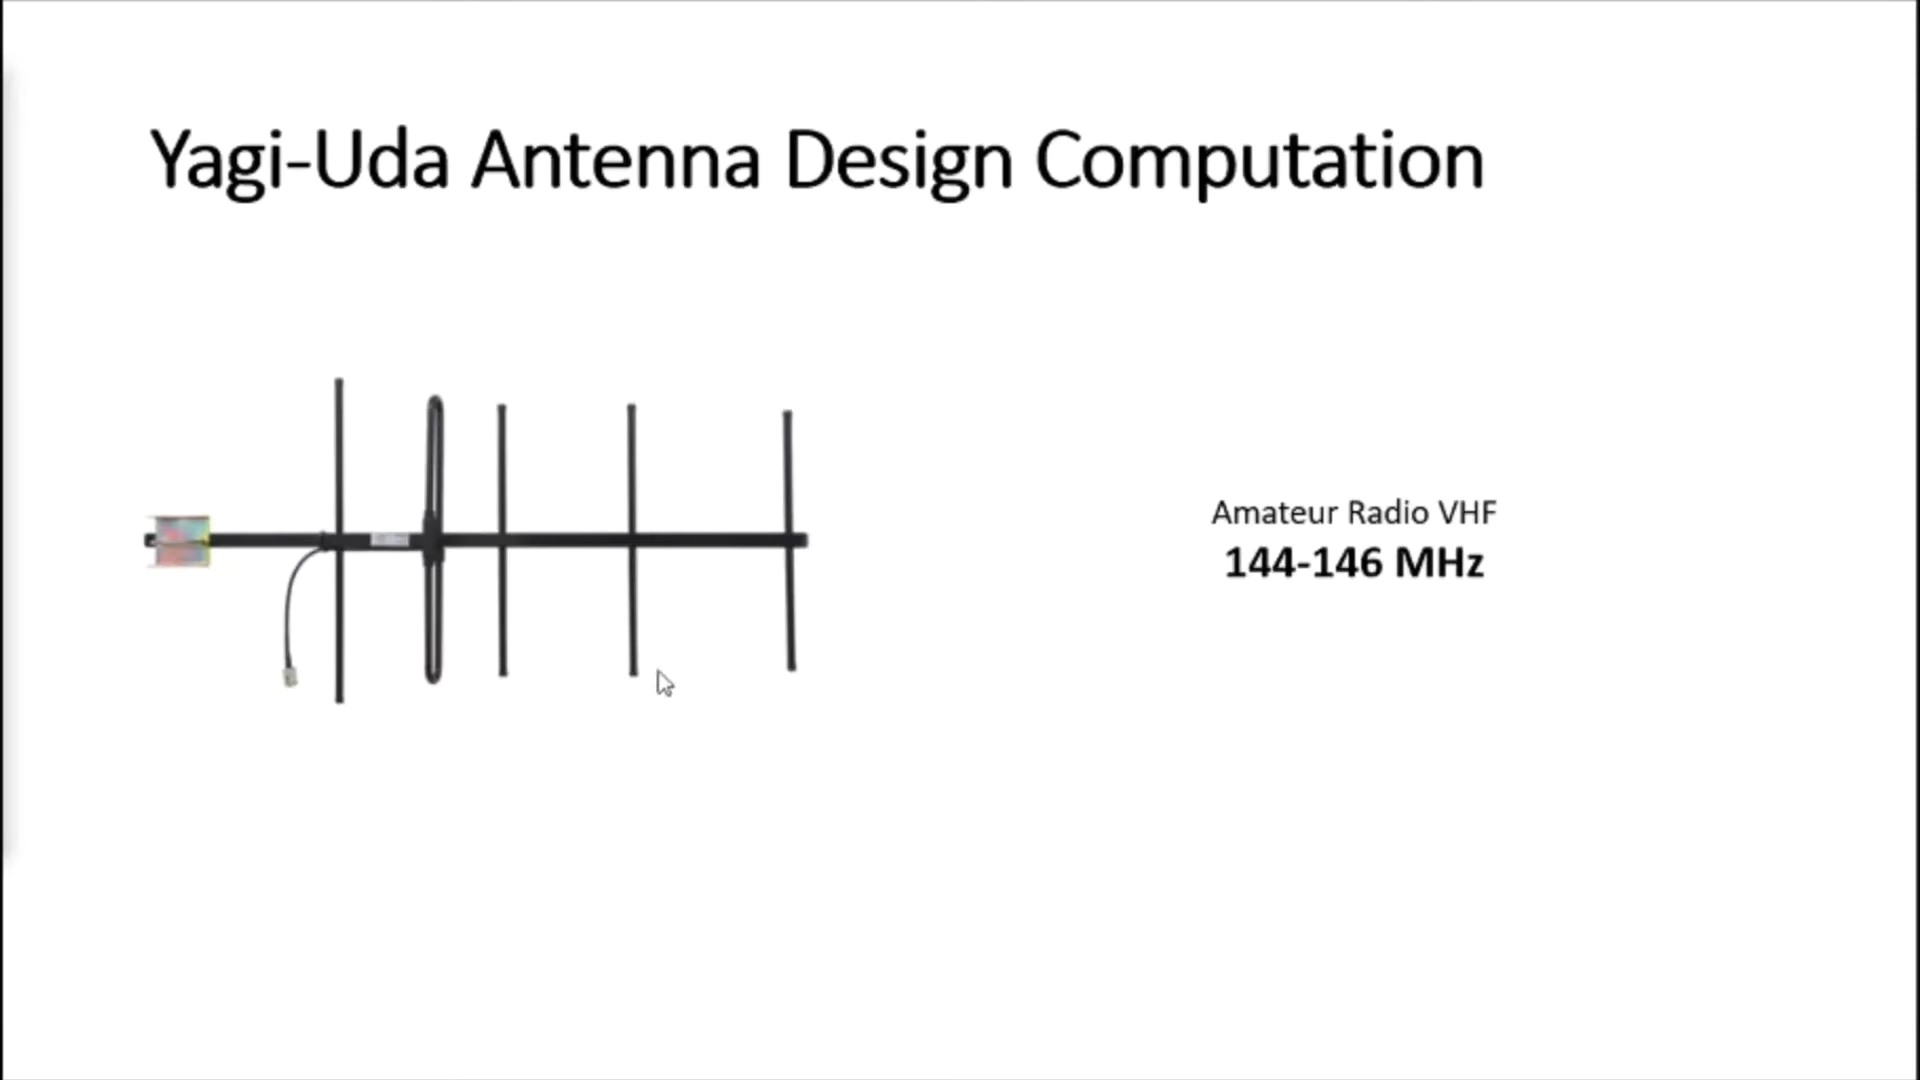 Yagi-Uda Antenna Design Computation
Amateur Radio VHF
144-146 MHz